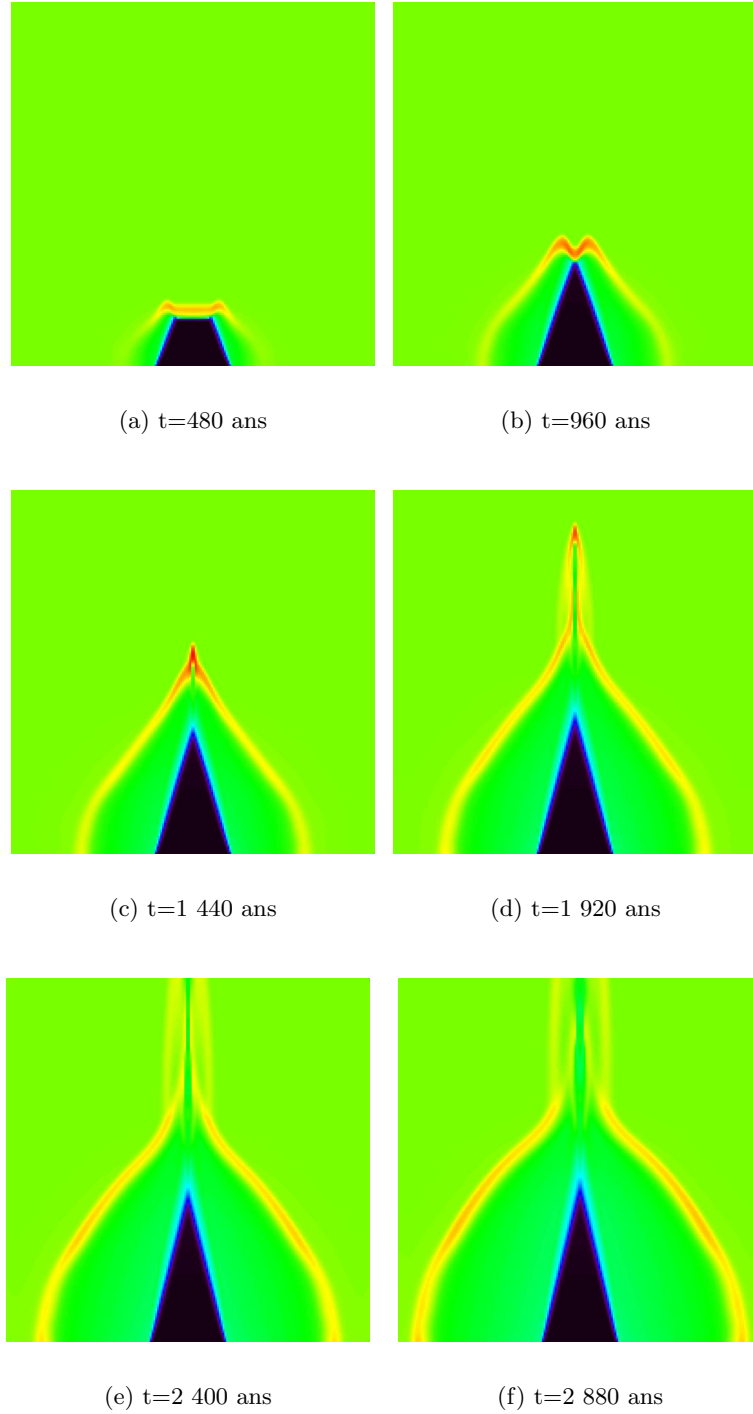 (a) t=480 ans
(b) t=960 ans
(c) t=1 440 ans
(d) t=1 920 ans
(e) t=2 400 ans
(f) t=2 880 ans